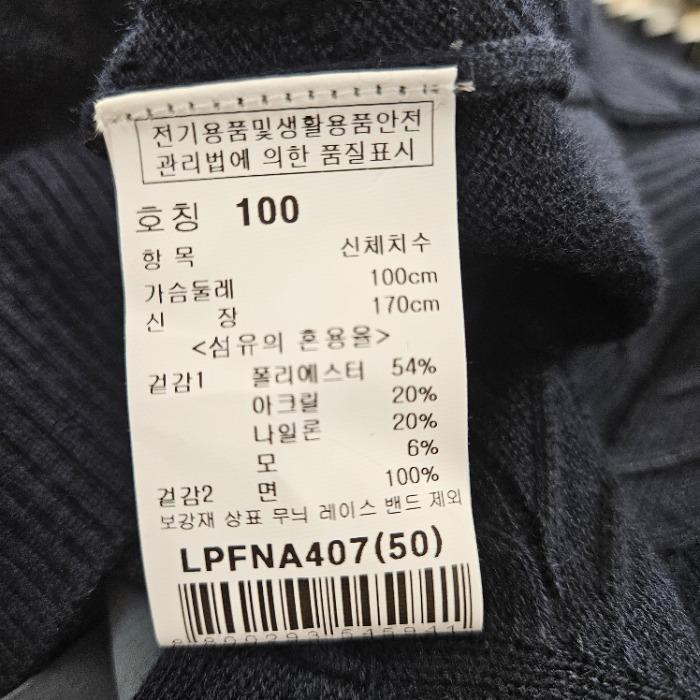 전기용품및생활용품안전
관리법에 의한 품질표시
호칭 100
항 목 신체치수
가슴둘레 100cm
신 장 170cm
<섬유의 혼용율>
겉감1 폴리에스터 54%
아크릴 20%
나일론 20%
모 6%
겉감2 면 100%
보강재 상표 무늬 레이스 밴드 제외
LPFNA407(50)